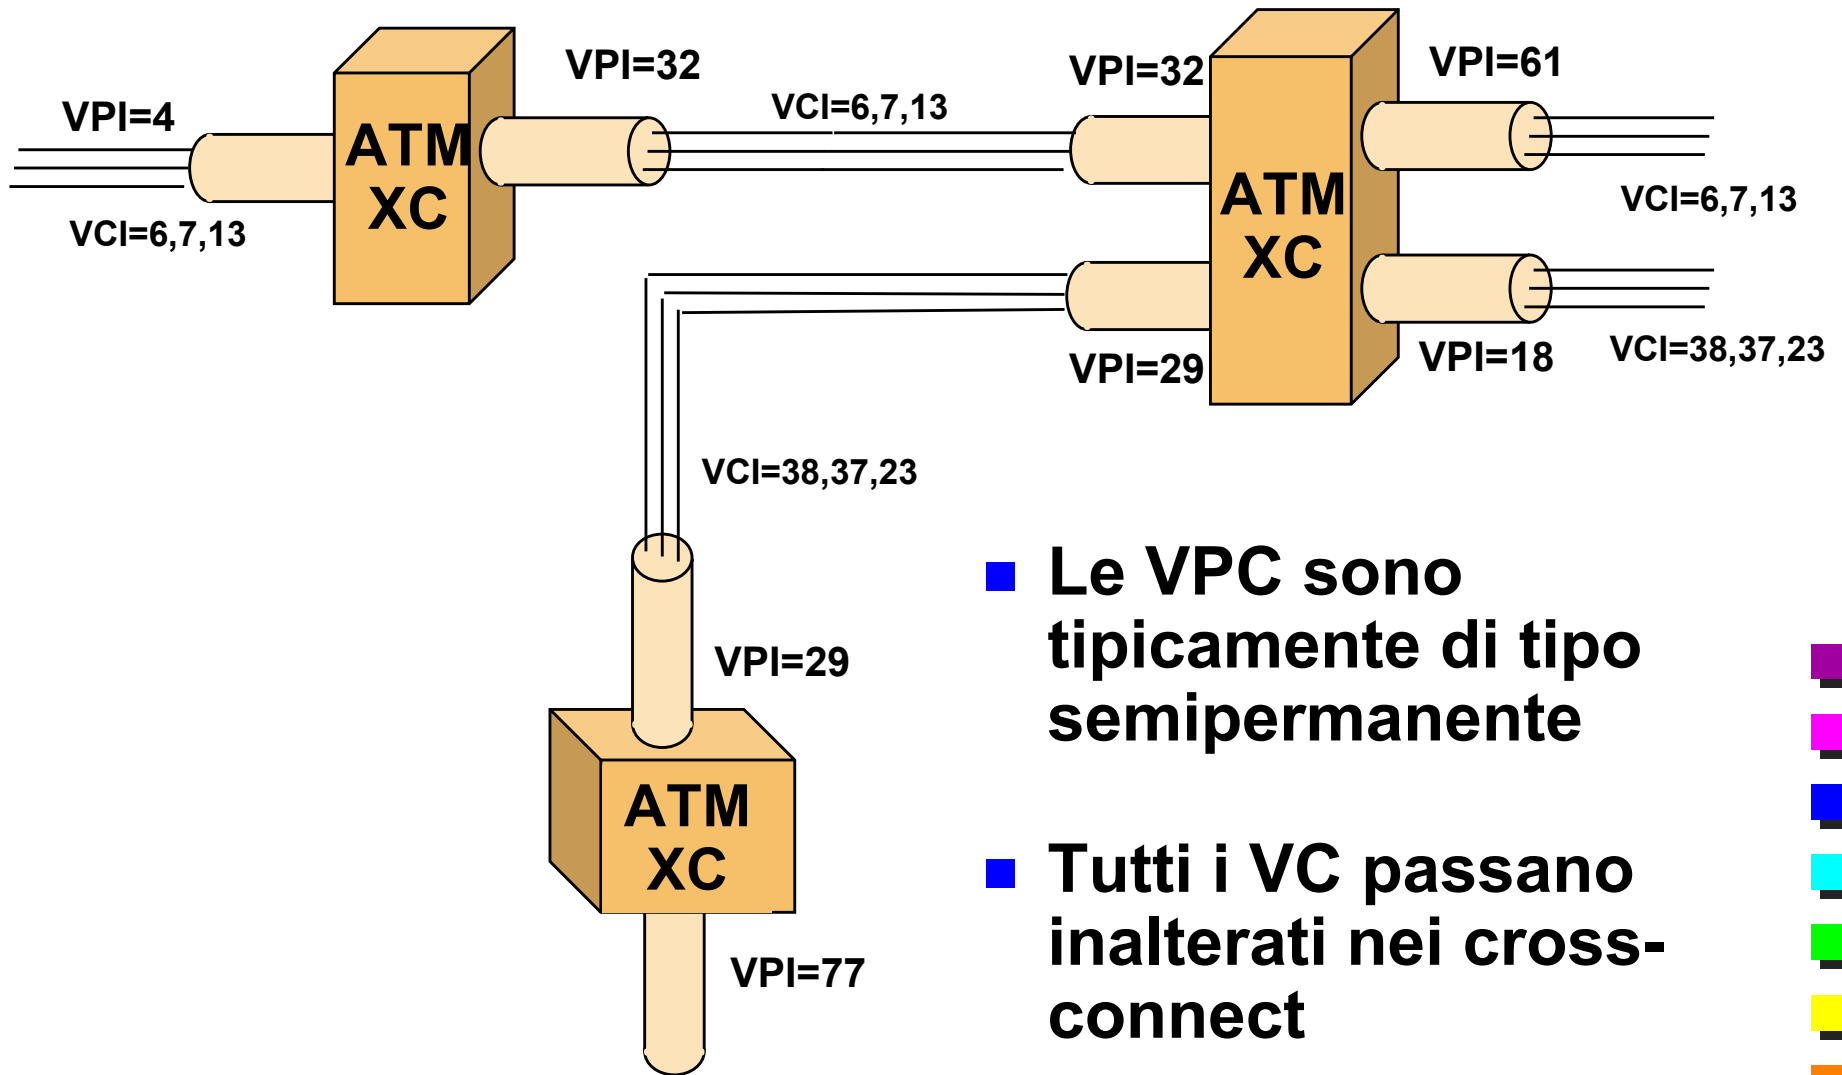 VPI=4
VCI=6,7,13
ATM
XC
VPI=32
VCI=6,7,13
VPI=32
VPI=29
ATM
XC
VPI=61
VCI=6,7,13
VPI=18
VCI=38,37,23
VCI=38,37,23
VPI=29
ATM
XC
VPI=77
Le VPC sono
tipicamente di tipo
semipermanente
Tutti i VC passano
inalterati nei cross-
connect